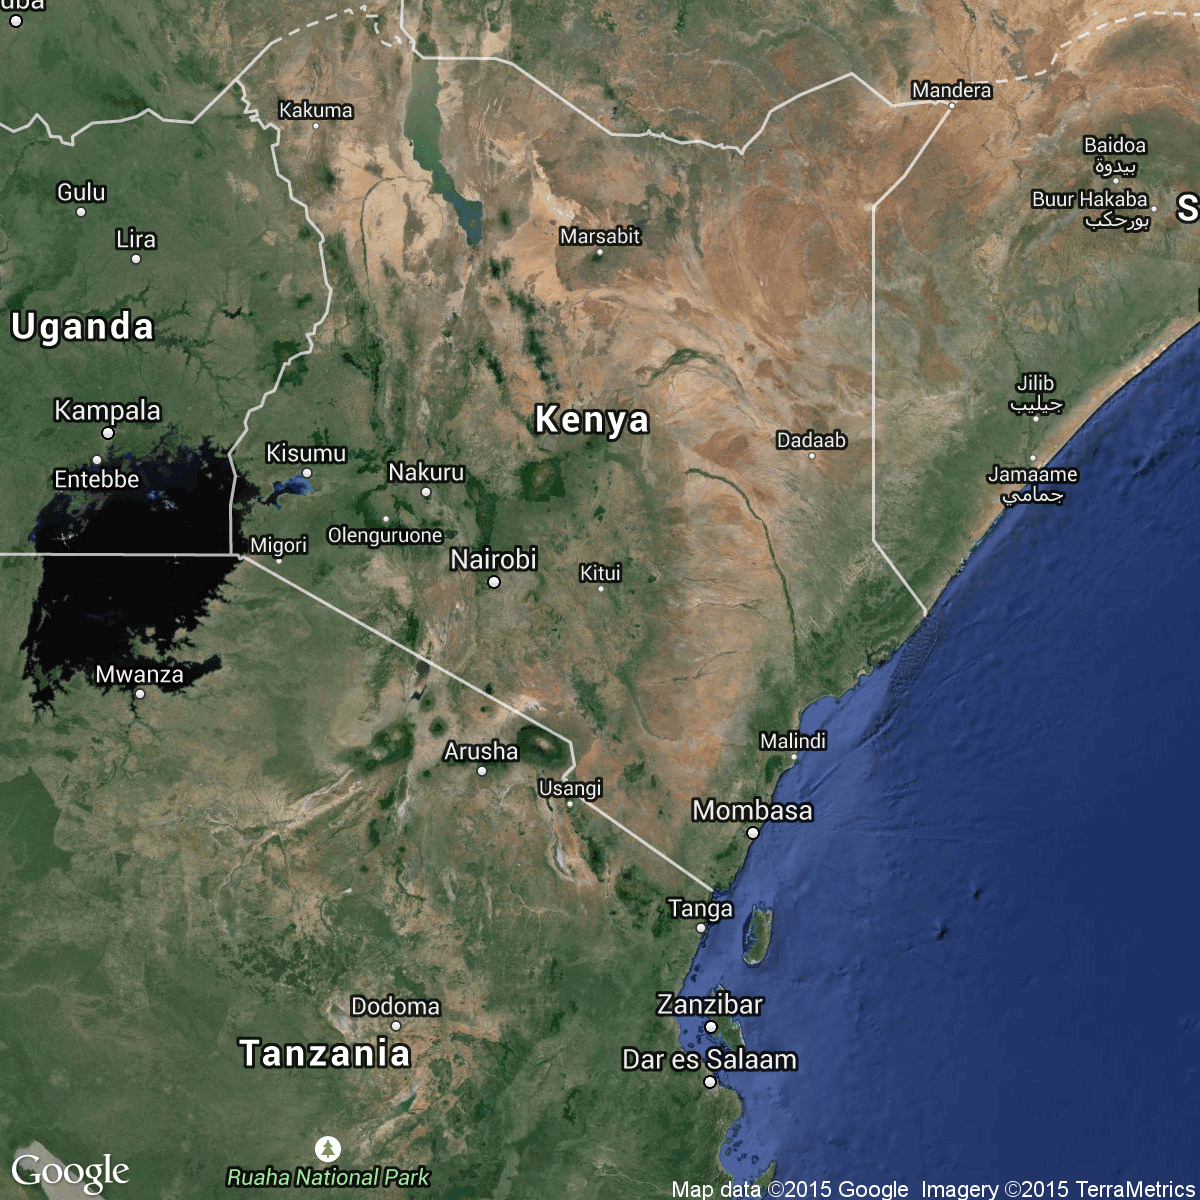 Kakuma
Mandera
Baidoa
بيدوة
Gulu
Buur Hakaba
بورحكب
Lira
Marsabit
Uganda
Jilib
جيليب
Kampala
Kenya
Dadaab
Kisumu
Nakuru
Entebbe
Jamaame
جمامي
Olenguruone
Migori
Nairobi
Kitui
Mwanza
Arusha
Malindi
Usangi
Mombasa
Tanga
Dodoma
Zanzibar
Tanzania
Dar es Salaam
Google
Ruaha National Park
Map data ©2015 Google Imagery ©2015 TerraMetrics